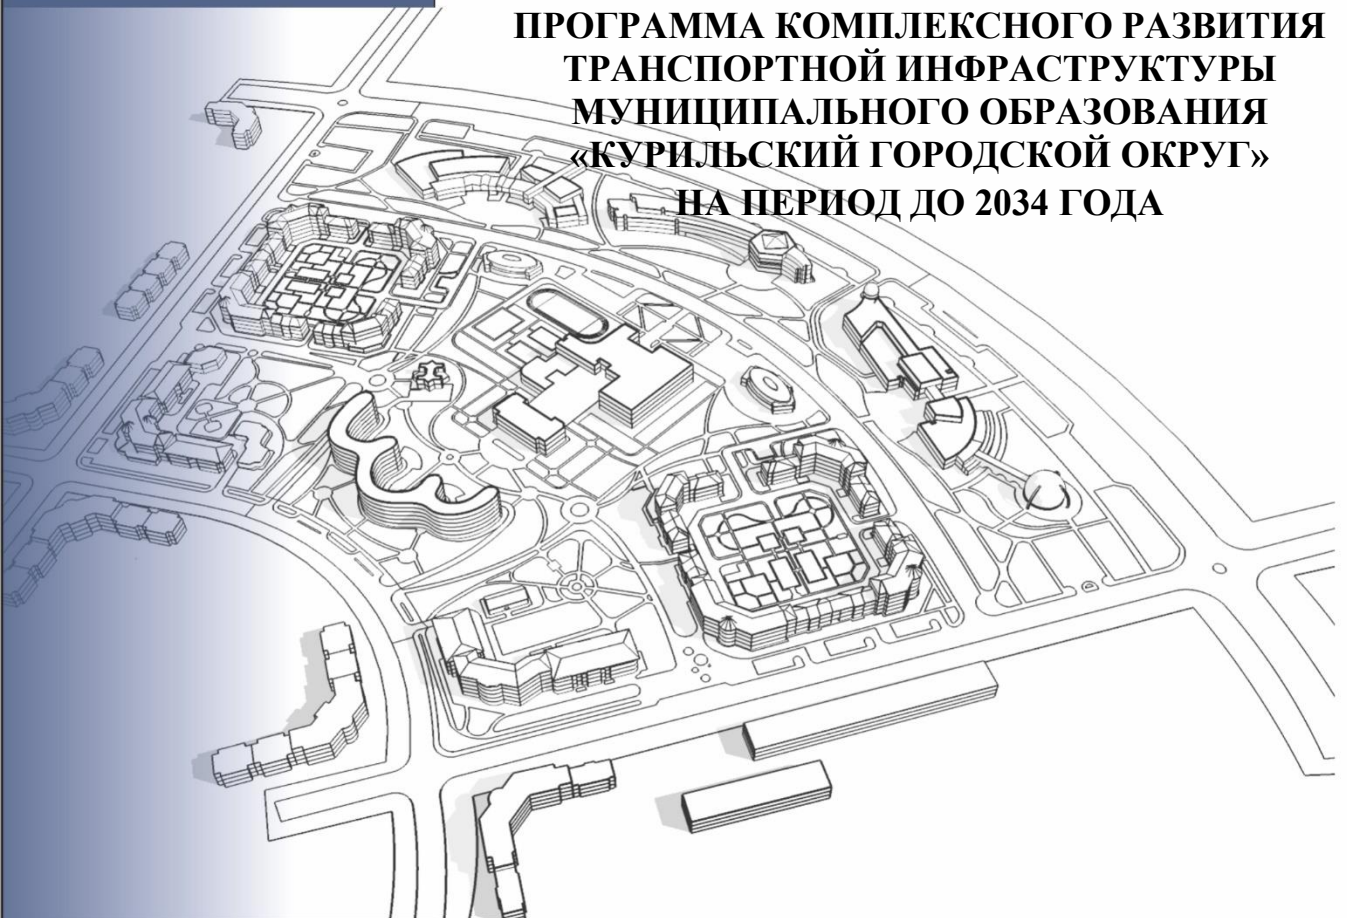 ПРОГРАММА КОМПЛЕКСНОГО РАЗВИТИЯ
ТРАНСПОРТНОЙ ИНФРАСТРУКТУРЫ
МУНИЦИПАЛЬНОГО ОБРАЗОВАНИЯ
«КУРИЛЬСКИЙ ГОРОДСКОЙ ОКРУГ»
НА ПЕРИОД ДО 2034 ГОДА